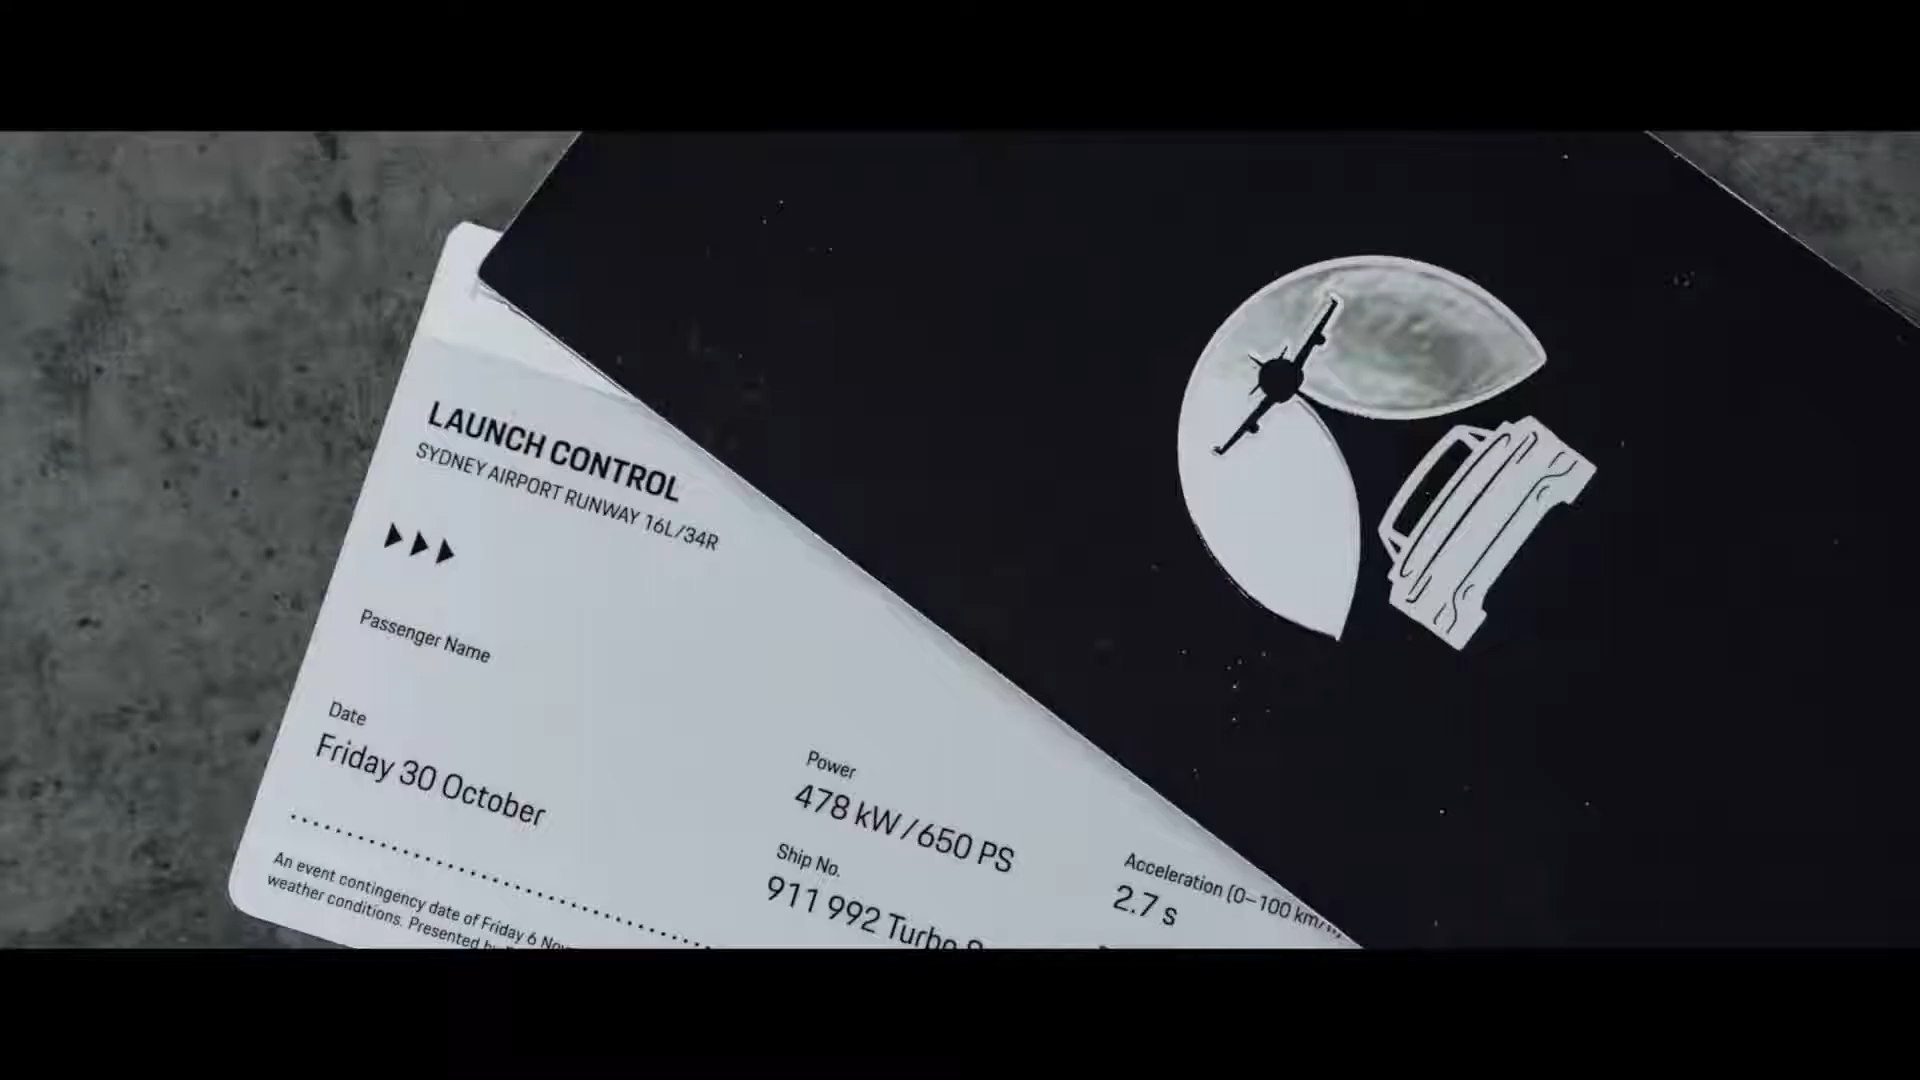 LAUNCH CONTROL
SYDNEY AIRPORT RUNWAY 16L/34R
Passenger Name
Date
Friday 30 October
An event contingency date of Friday 6
weather conditions. Presented
Power
478 kW / 650 PS
Ship No.
911 992 Turbo
Acceleration (0–100
2.7 s